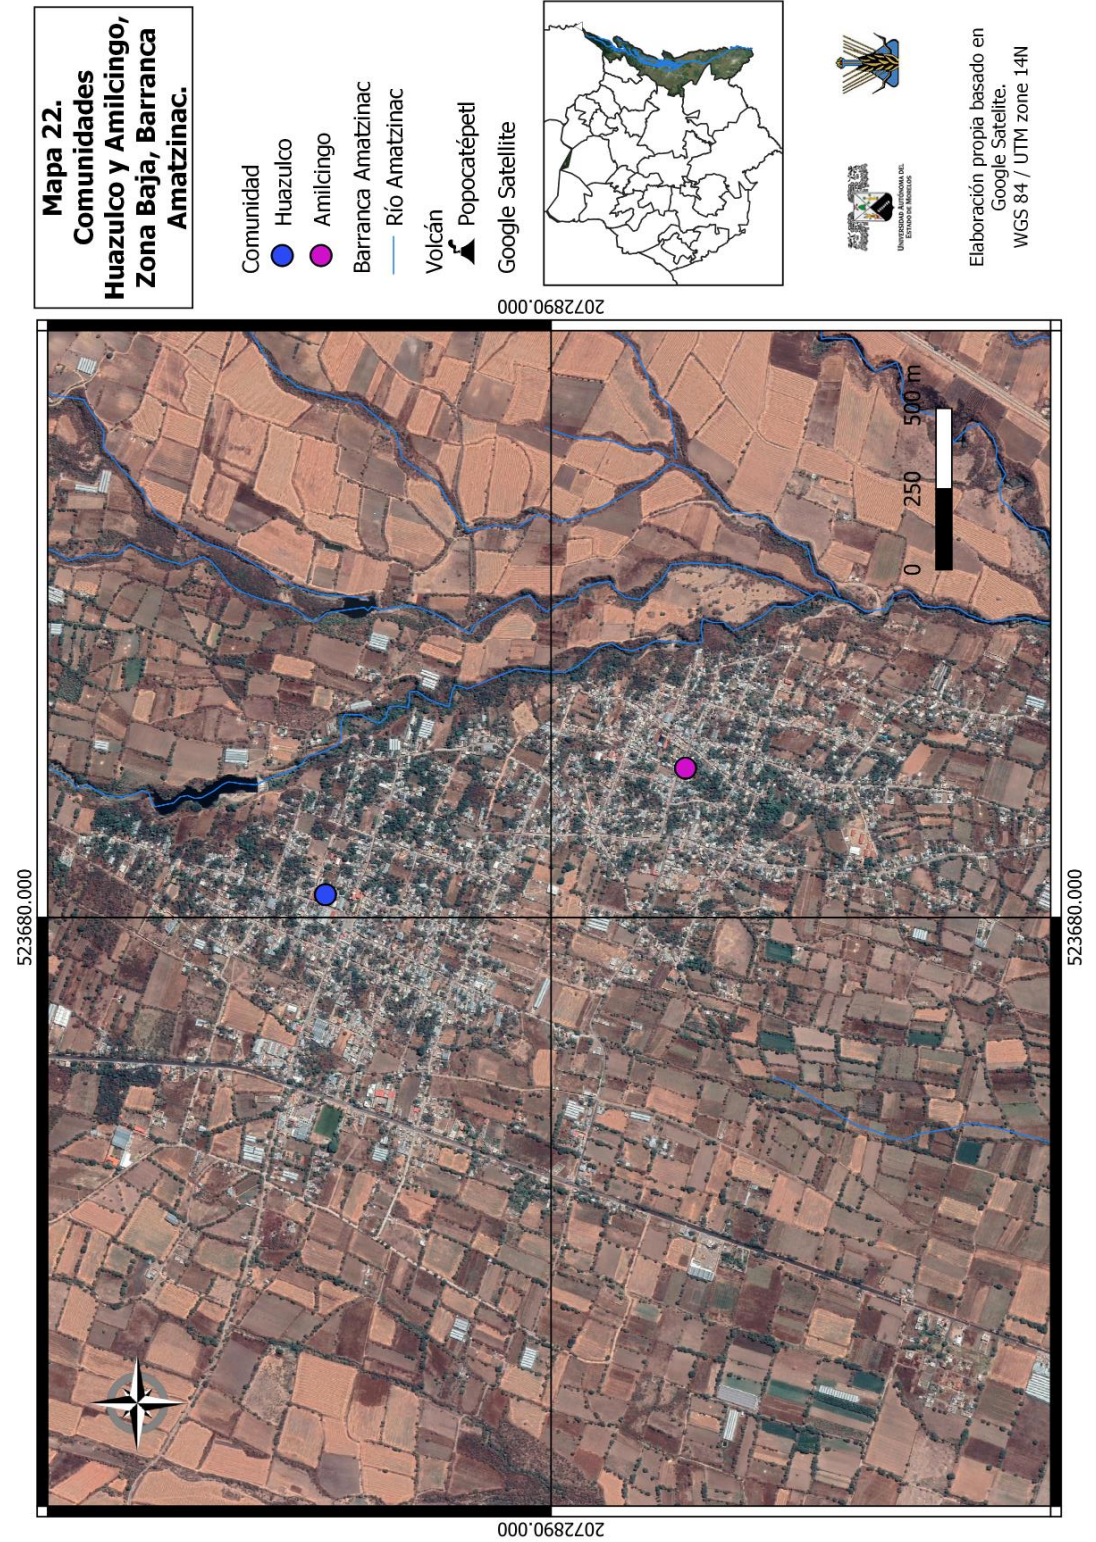 Mapa 22.
Comunidades
Huazulco y Amilcingo,
Zona Baja, Barranca
Amatzinac.
Comunidad
Huazulco
Amilcingo
Barranca Amatzinac
Río Amatzinac
Volcán
Popocatépetl
Google Satellite
UNIVERSIDAD AUTÓNOMA DEL
ESTADO DE MORELOS
Elaboración propia basado en
Google Satelite.
WGS 84 / UTM zone 14N
523680.000
2072890.000
2072890.000
523680.000
0 250 500 m